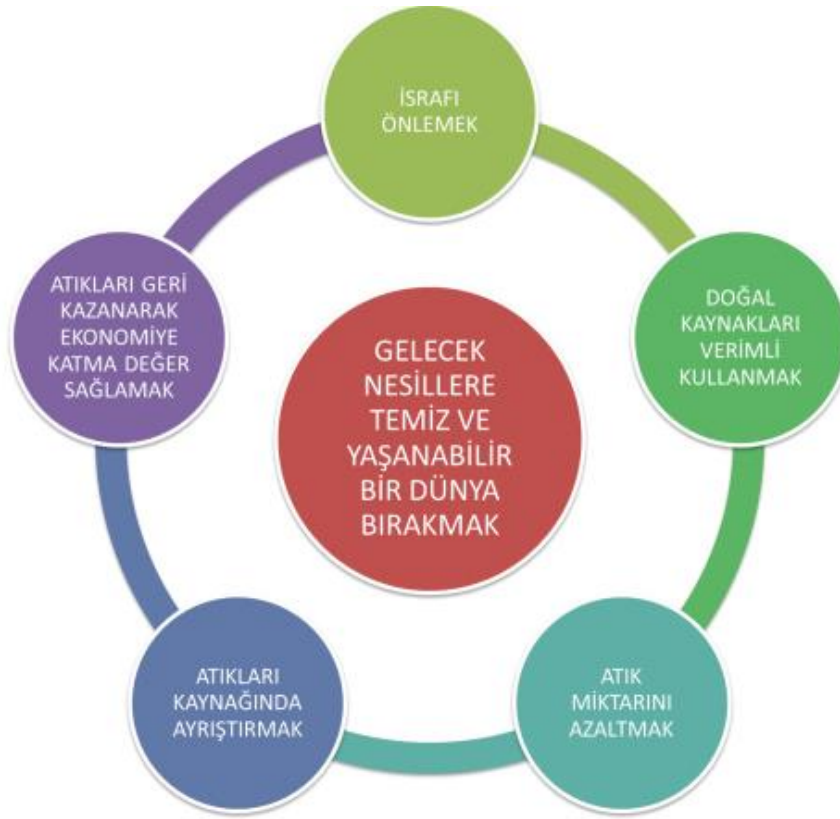 İSRAFI
ÖNLEMEK
DOĞAL
KAYNAKLARI
VERİMLİ
KULLANMAK
ATIK
MİKTARINI
AZALTMAK
ATIKLARI
KAYNAĞINDA
AYRIŞTIRMAK
ATIKLARI GERİ
KAZANARAK
EKONOMİYE
KATMA DEĞER
SAĞLAMAK
GELECEK
NESİLLERE
TEMİZ VE
YAŞANABİLİR
BİR DÜNYA
BIRAKMAK